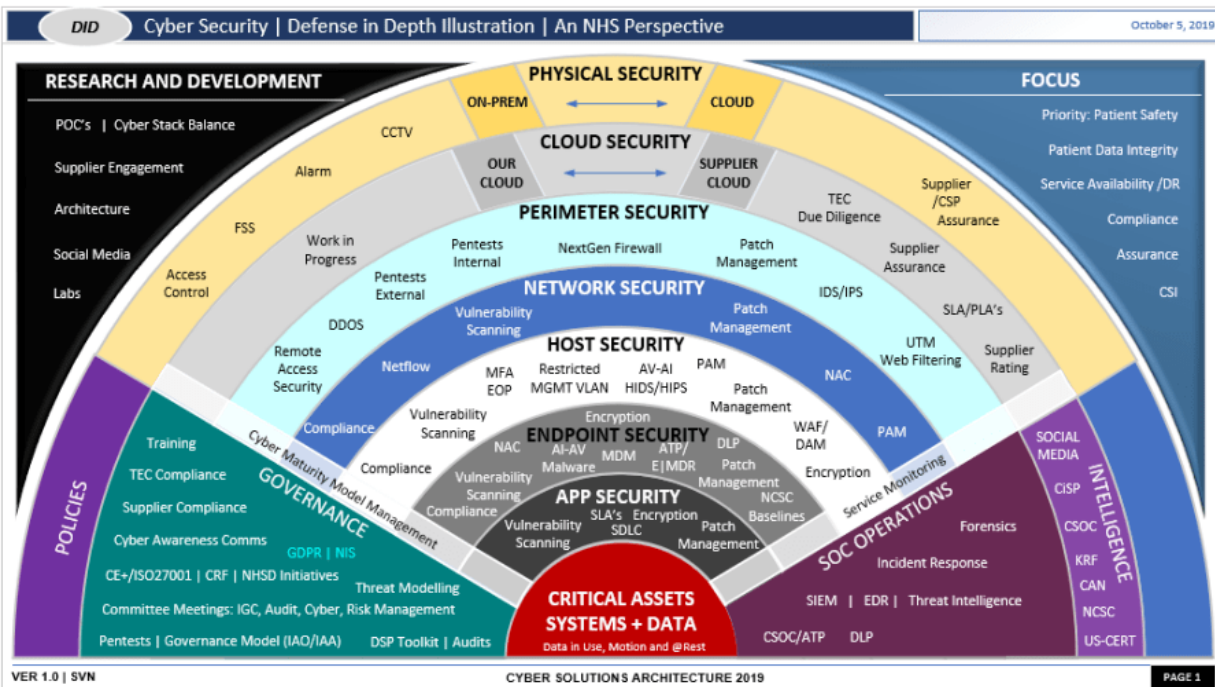 DID
Cyber Security | Defense in Depth Illustration | An NHS Perspective
October 5, 2019
RESEARCH AND DEVELOPMENT
POC's | Cyber Stack Balance
Supplier Engagement
Architecture
Social Media
Labs
FOCUS
Priority: Patient Safety
Patient Data Integrity
Service Availability /DR
Compliance
Assurance
CSI
PHYSICAL SECURITY
ON-PREM
CLOUD
CCTV
Alarm
FSS
Access
Control
Supplier
/CSP
Assurance
CLOUD SECURITY
OUR
CLOUD
SUPPLIER
CLOUD
Work in
Progress
TEC
Due Diligence
Supplier
Assurance
SLA/PLA's
Supplier
Rating
PERIMETER SECURITY
Pentests
Internal
NextGen Firewall
Patch
Management
Pentests
External
IDS/IPS
DDOS
UTM
Web Filtering
Remote
Access
Security
NETWORK SECURITY
Vulnerability
Scanning
Patch
Management
Netflow
NAC
Compliance
PAM
HOST SECURITY
MFA
EOP
Restricted
MGMT VLAN
AV-AI
HIDS/HIPS
PAM
Patch
Management
Vulnerability
Scanning
WAF/
DAM
Compliance
Encryption
Encryption
ENDPOINT SECURITY
NAC
AI-AV
Malware
MDM
ATP/
E|MDR
DLP
Patch
Management
Vulnerability
Scanning
NCSC
Baselines
Compliance
APP SECURITY
SLA's
Encryption
SDLC
Vulnerability
Scanning
Patch
Management
CRITICAL ASSETS
SYSTEMS + DATA
Data in Use, Motion and @Rest
Cyber Maturity Model Management
Service Monitoring
POLICIES
GOVERNANCE
Training
TEC Compliance
Supplier Compliance
Cyber Awareness Comms
GDPR | NIS
CE+/ISO27001 | CRF | NHSD Initiatives
Threat Modelling
Committee Meetings: IGC, Audit, Cyber, Risk Management
Pentests | Governance Model (IAO/IAA)
DSP Toolkit | Audits
SOC OPERATIONS
Forensics
Incident Response
SIEM | EDR | Threat Intelligence
CSOC/ATP
DLP
INTELLIGENCE
SOCIAL
MEDIA
CiSP
CSOC
KRF
CAN
NCSC
US-CERT
VER 1.0 | SVN
CYBER SOLUTIONS ARCHITECTURE 2019
PAGE 1